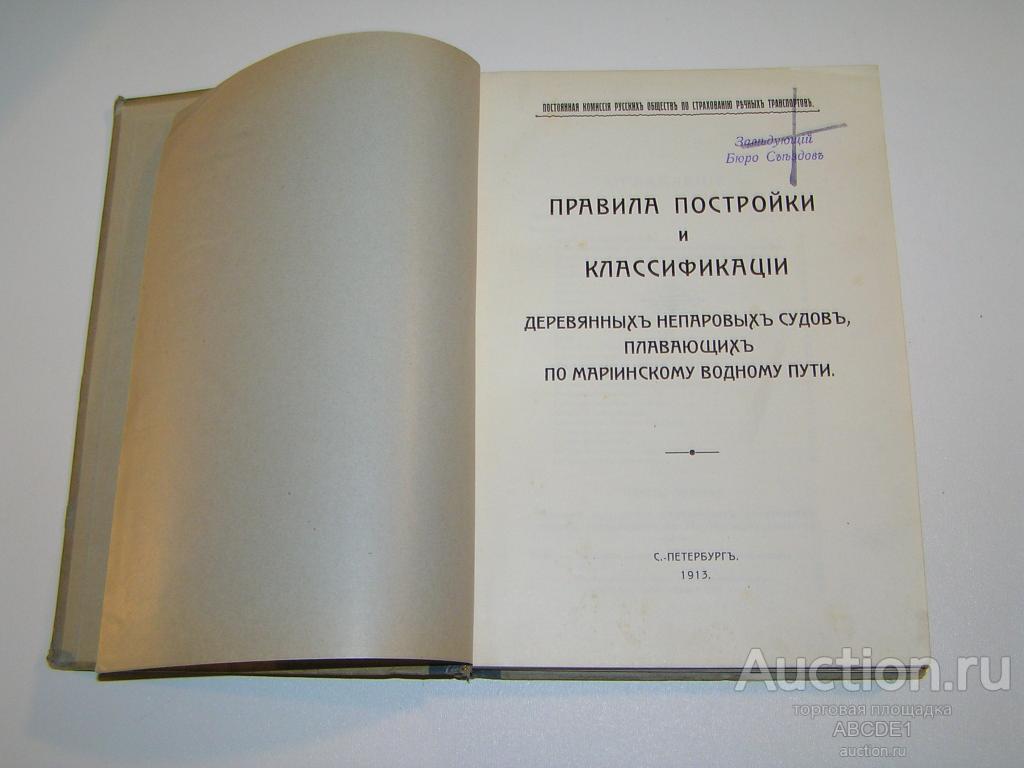 ПОСТОЯННАЯ КОМИССІЯ РУССКИХЪ ОБЩЕСТВЪ ПО СТРАХОВАНІЮ РѢЧНЫХЪ ТРАНСПОРТОВЪ.
Завѣдующій
Бюро Съѣздовъ
ПРАВИЛА ПОСТРОЙКИ
И
КЛАССИФИКАЦІИ
ДЕРЕВЯННЫХЪ НЕПАРОВЫХЪ СУДОВЪ,
ПЛАВАЮЩИХЪ
ПО МАРІИНСКОМУ ВОДНОМУ ПУТИ.
С.-ПЕТЕРБУРГЪ.
1913.
Auction.ru
торговая площадка
ABCDE1
auction.ru